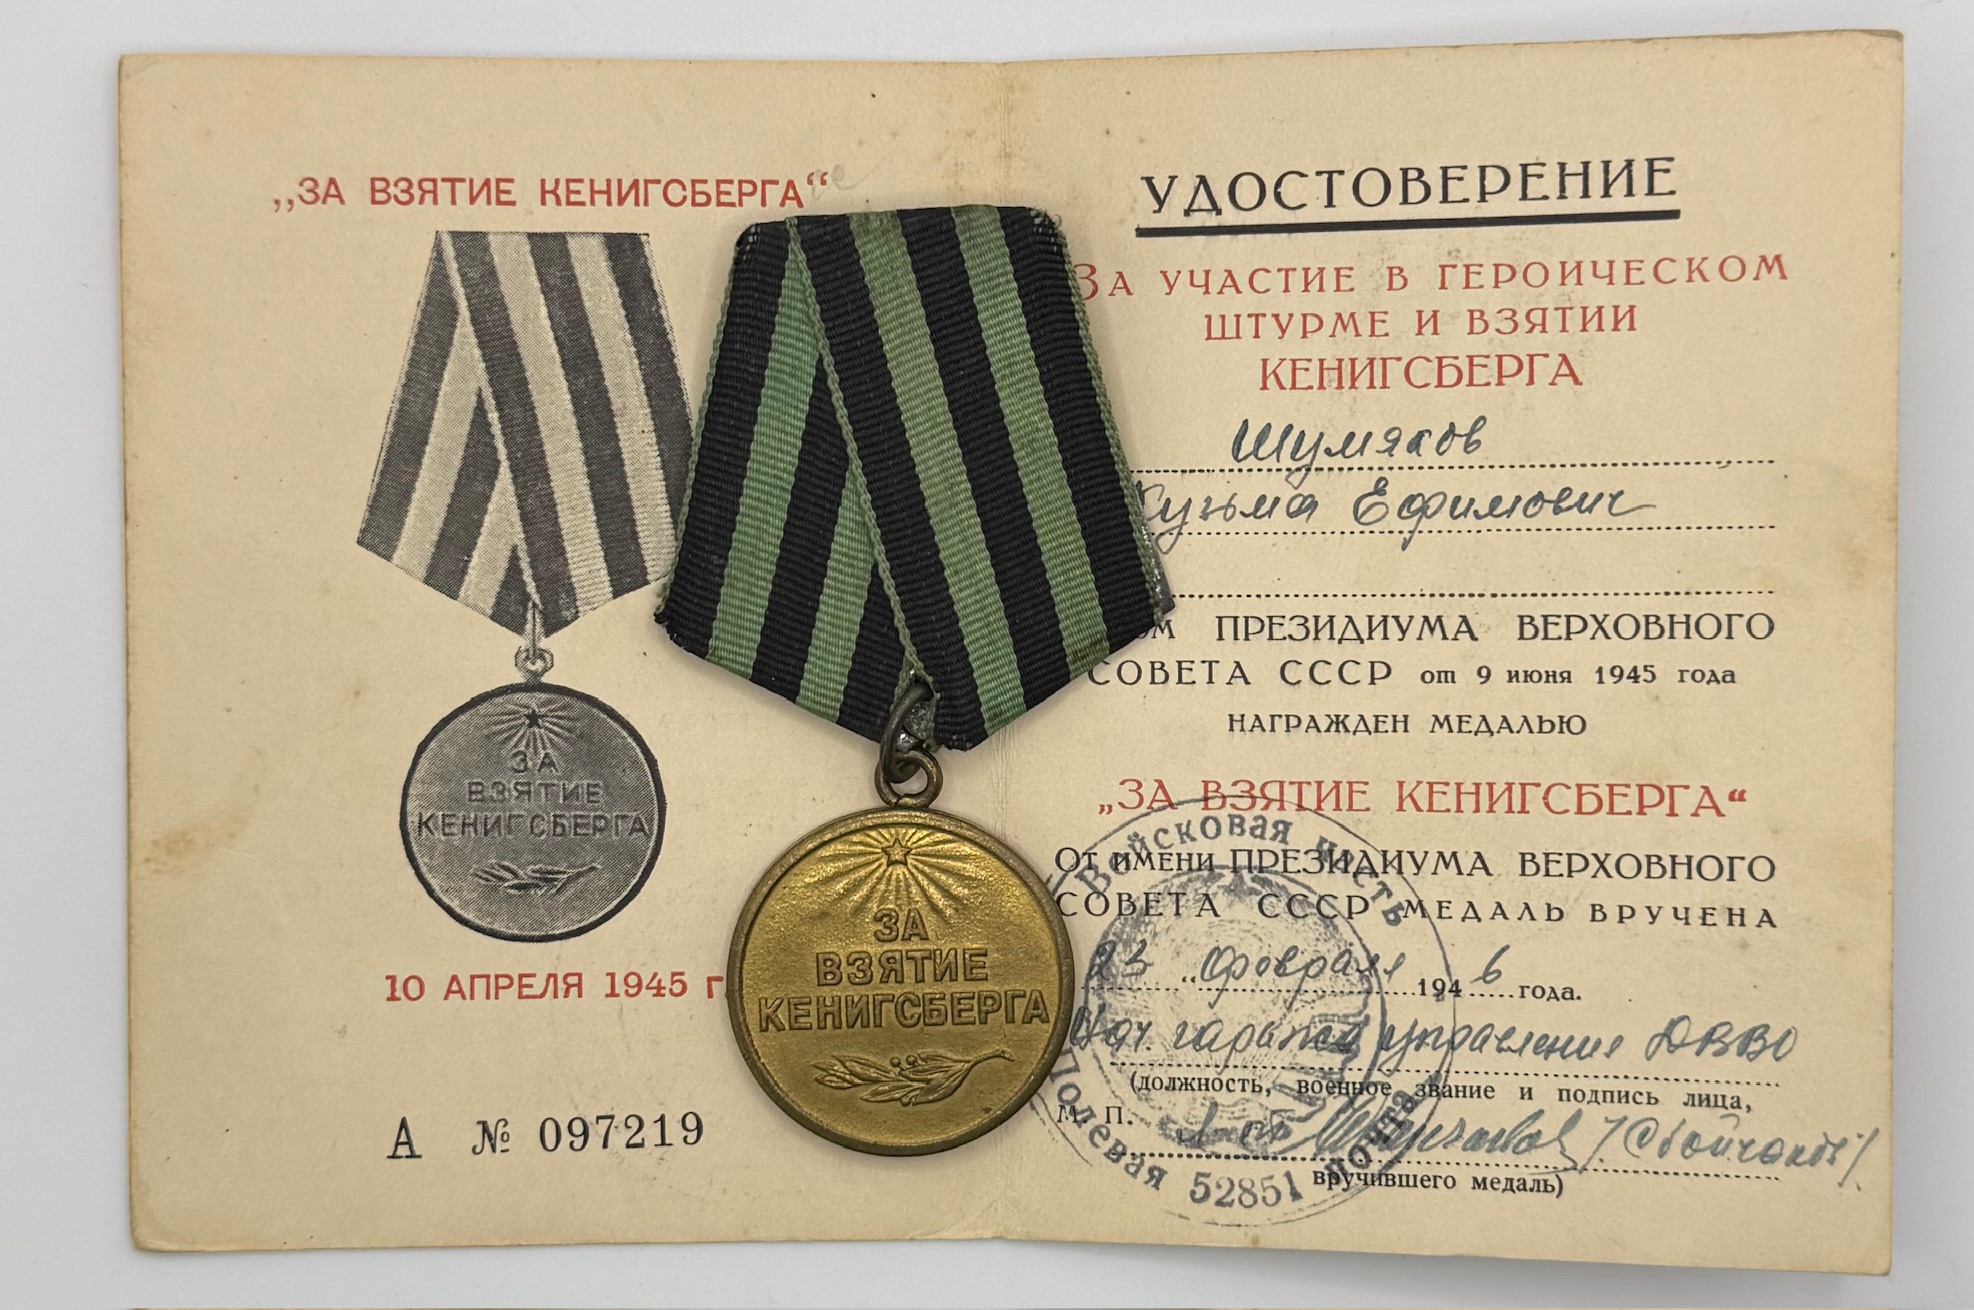 „ЗА ВЗЯТИЕ КЕНИГСБЕРГА“
ЗА
ВЗЯТИЕ
КЕНИГСБЕРГА
10 АПРЕЛЯ 1945 г.
А № 097219
ЗА
ВЗЯТИЕ
КЕНИГСБЕРГА
УДОСТОВЕРЕНИЕ
ЗА УЧАСТИЕ В ГЕРОИЧЕСКОМ
ШТУРМЕ И ВЗЯТИИ
КЕНИГСБЕРГА
Шумяков
Кузьма Ефимович
ПРЕЗИДИУМА ВЕРХОВНОГО
СОВЕТА СССР от 9 июня 1945 года
НАГРАЖДЕН МЕДАЛЬЮ
„ЗА ВЗЯТИЕ КЕНИГСБЕРГА“
От имени ПРЕЗИДИУМА ВЕРХОВНОГО
СОВЕТА СССР МЕДАЛЬ ВРУЧЕНА
23 „ февраля 1946 года.
Нач. гаража управления ДВВО
(должность, военное звание и подпись лица,
М. П.
вручившего медаль)
Войсковая часть
Полевая почта
52851